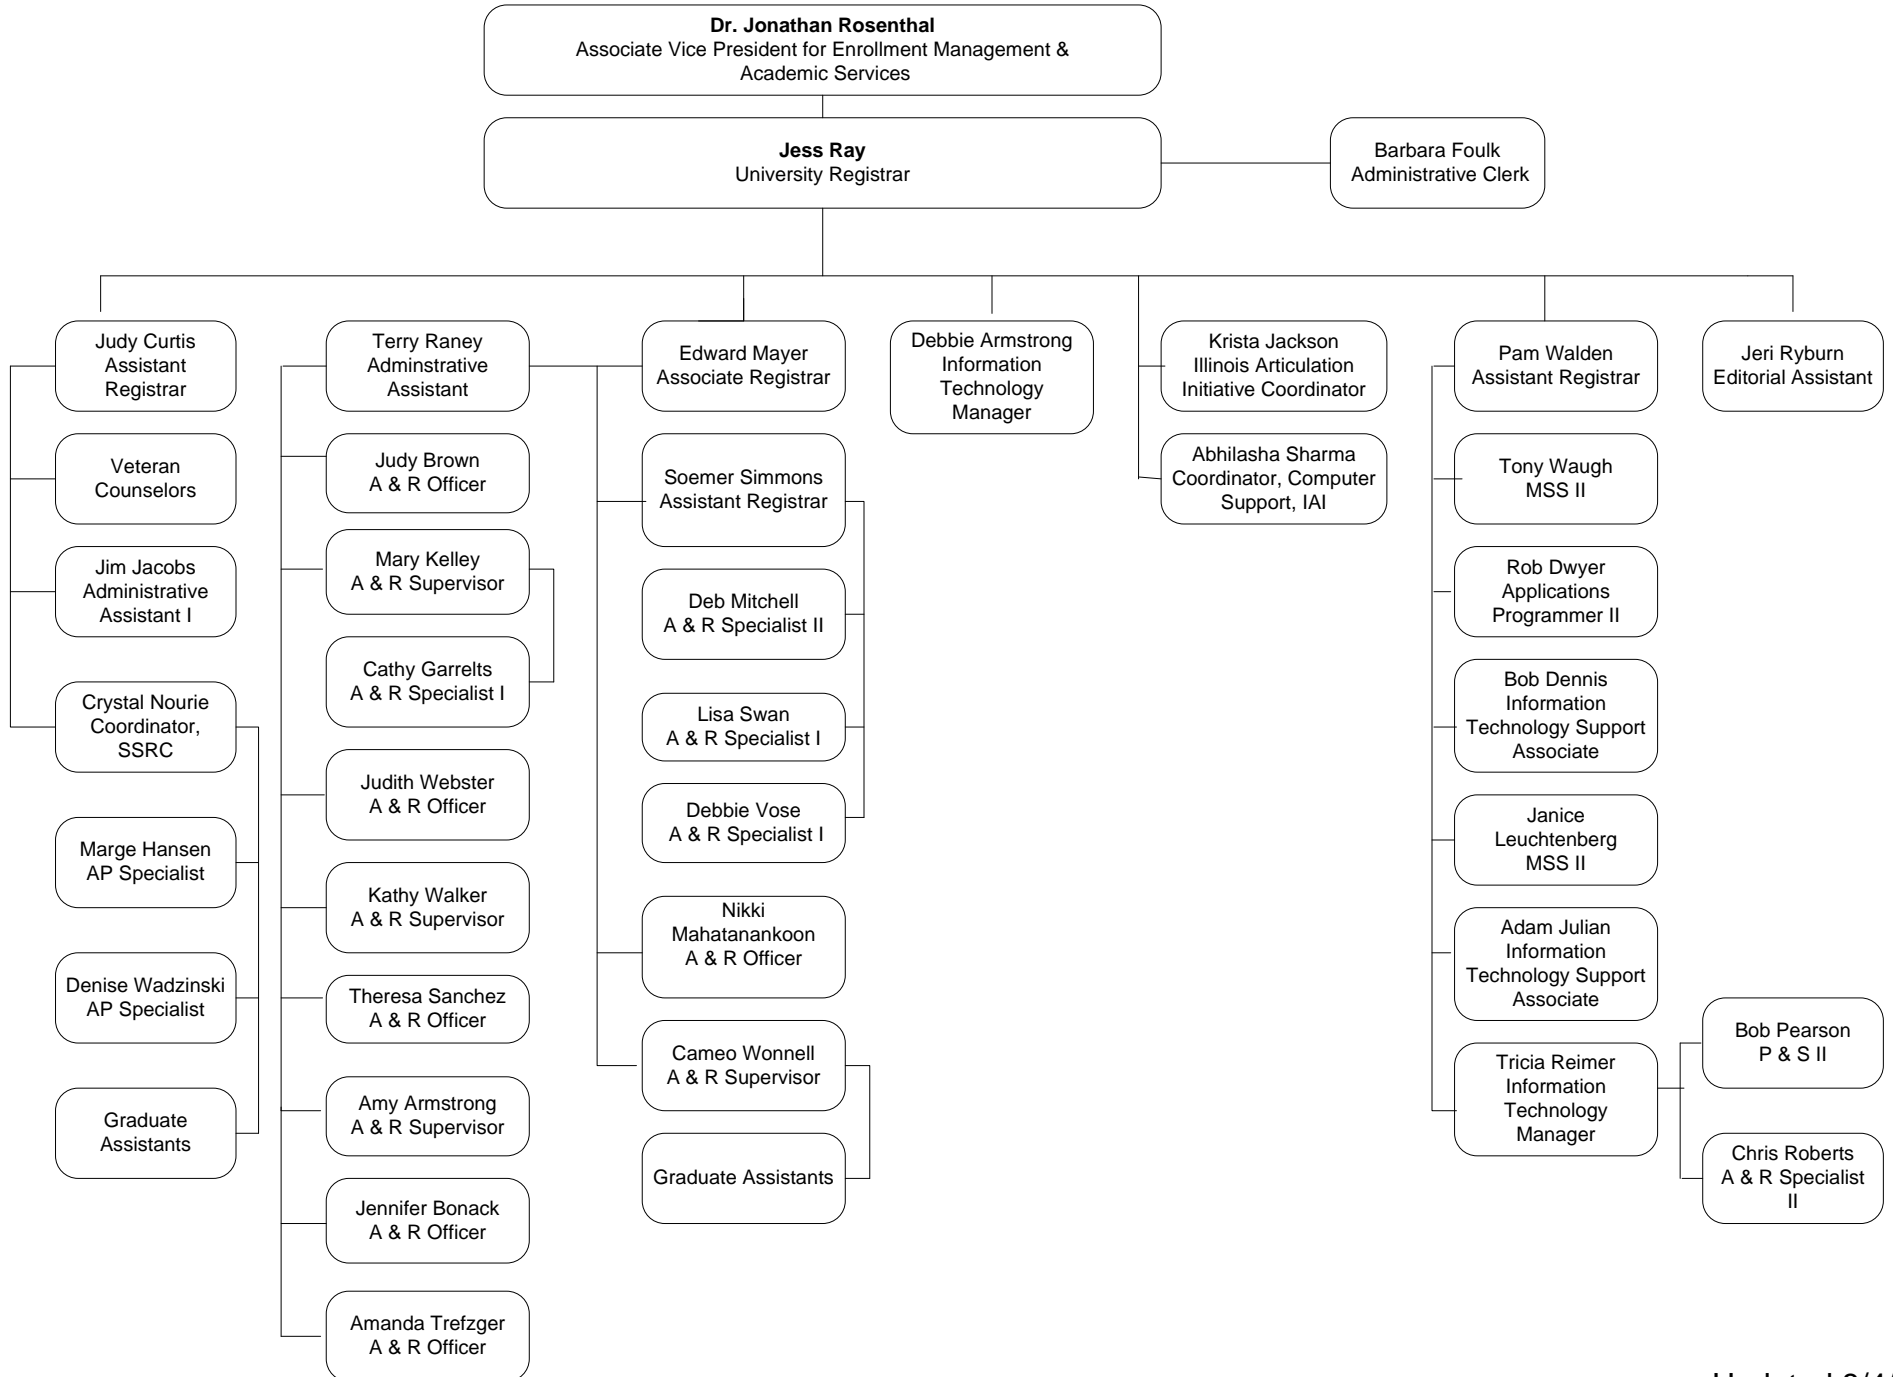 Dr. Jonathan Rosenthal
Associate Vice President for Enrollment Management &
Academic Services
Jess Ray
University Registrar
Barbara Foulk
Administrative Clerk
Judy Curtis
Assistant
Registrar
Veteran
Counselors
Jim Jacobs
Administrative
Assistant I
Crystal Nourie
Coordinator,
SSRC
Marge Hansen
AP Specialist
Denise Wadzinski
AP Specialist
Graduate
Assistants
Terry Raney
Adminstrative
Assistant
Judy Brown
A & R Officer
Mary Kelley
A & R Supervisor
Cathy Garrelts
A & R Specialist I
Judith Webster
A & R Officer
Kathy Walker
A & R Supervisor
Theresa Sanchez
A & R Officer
Amy Armstrong
A & R Supervisor
Jennifer Bonack
A & R Officer
Amanda Trefzger
A & R Officer
Edward Mayer
Associate Registrar
Soemer Simmons
Assistant Registrar
Deb Mitchell
A & R Specialist II
Lisa Swan
A & R Specialist I
Debbie Vose
A & R Specialist I
Nikki
Mahatanankoon
A & R Officer
Cameo Wonnell
A & R Supervisor
Graduate Assistants
Debbie Armstrong
Information
Technology
Manager
Krista Jackson
Illinois Articulation
Initiative Coordinator
Abhilasha Sharma
Coordinator, Computer
Support, IAI
Pam Walden
Assistant Registrar
Tony Waugh
MSS II
Rob Dwyer
Applications
Programmer II
Bob Dennis
Information
Technology Support
Associate
Janice
Leuchtenberg
MSS II
Adam Julian
Information
Technology Support
Associate
Tricia Reimer
Information
Technology
Manager
Bob Pearson
P & S II
Chris Roberts
A & R Specialist
II
Jeri Ryburn
Editorial Assistant